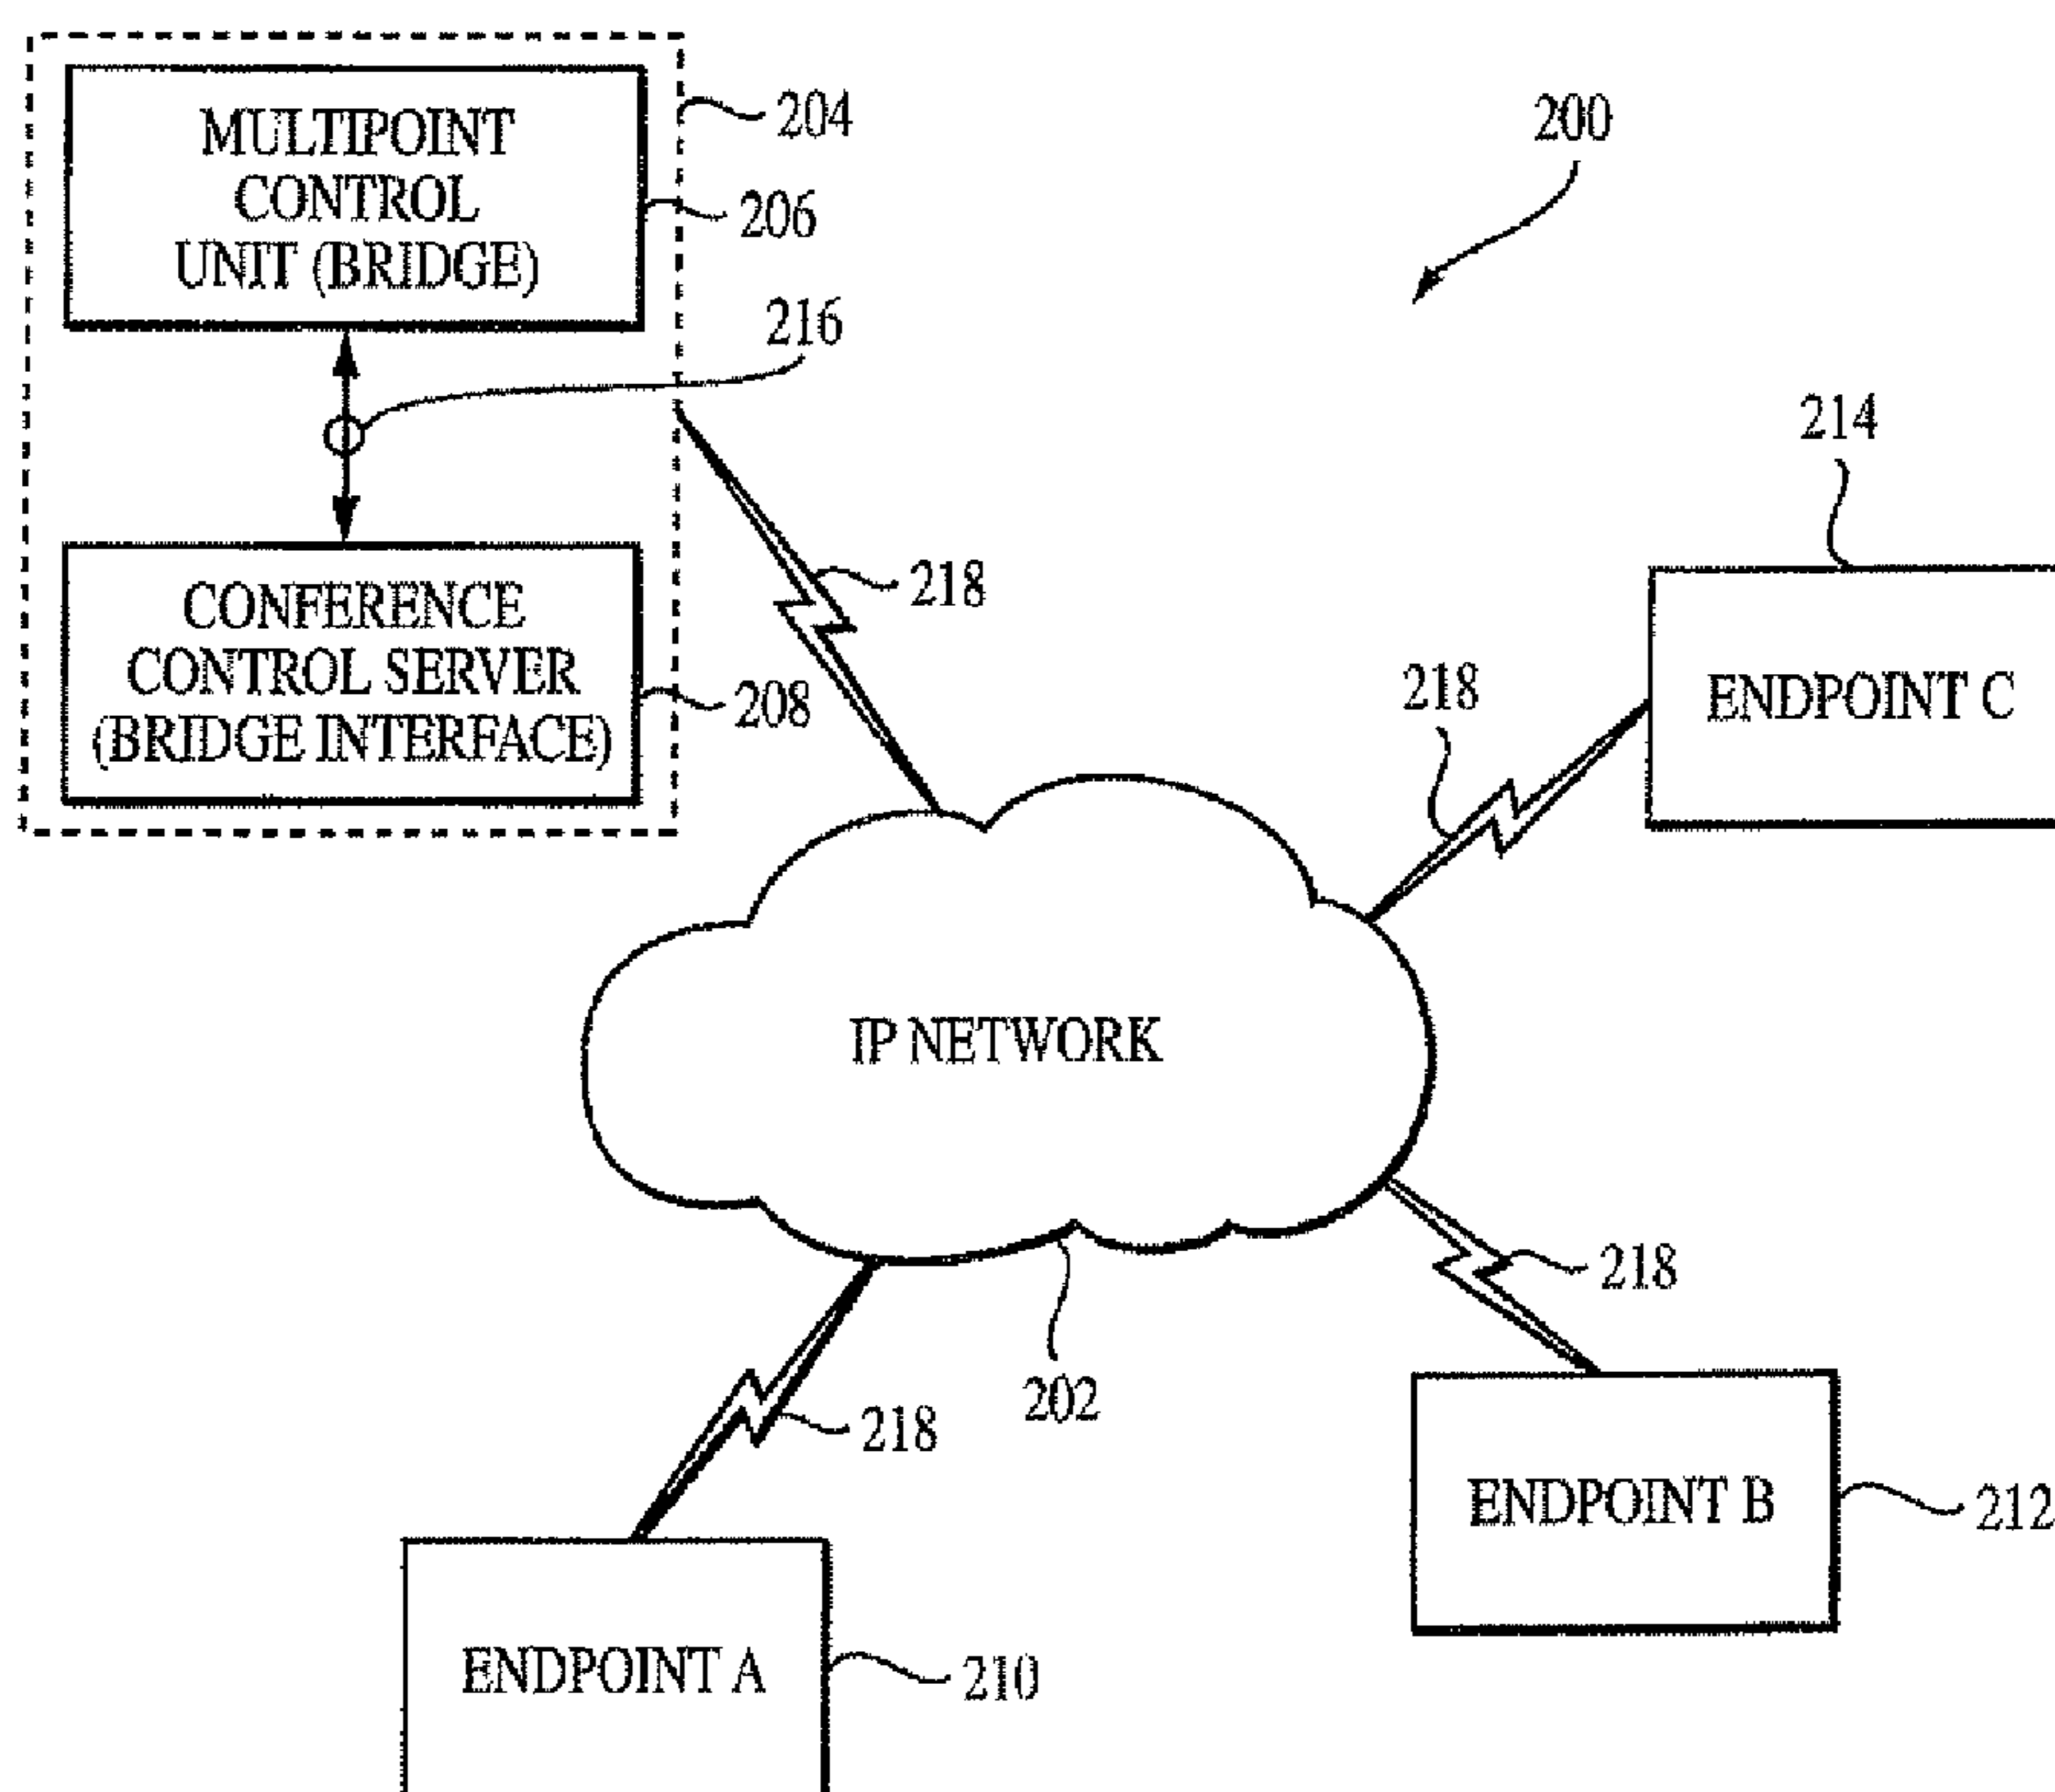 MULTIPOINT
CONTROL
UNIT (BRIDGE)
204
206
216
200
CONFERENCE
CONTROL SERVER
(BRIDGE INTERFACE)
208
218
214
218
ENDPOINT C
IP NETWORK
218
202
218
ENDPOINT B
212
ENDPOINT A
210